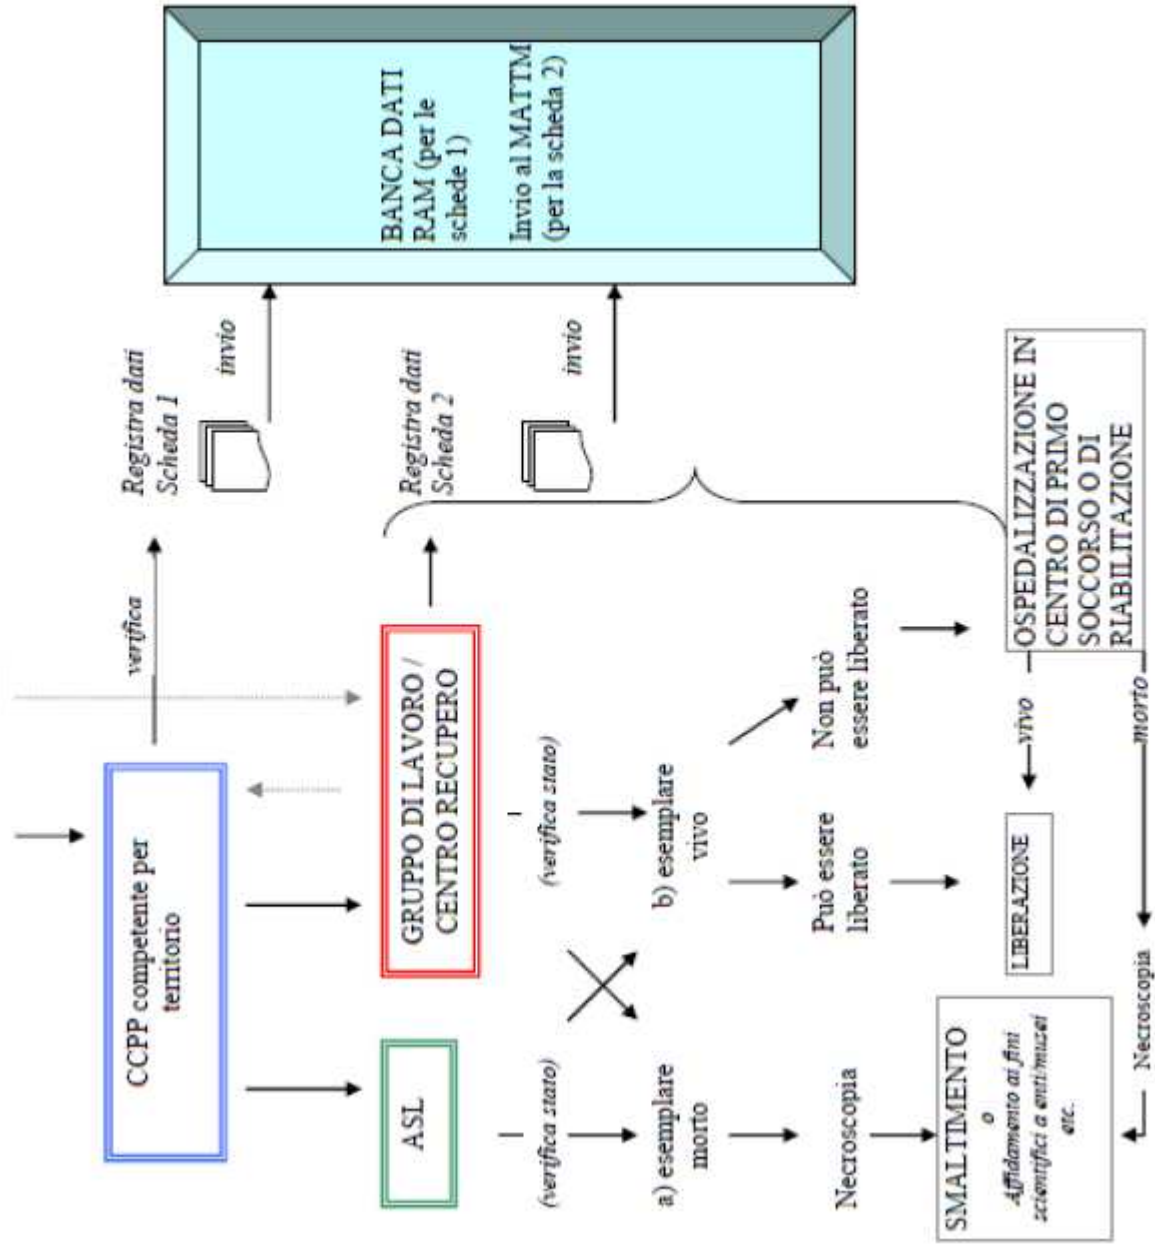 CCPP competente per
territorio
verifica
Registra dati
Scheda 1
invio
ASL
GRUPPO DI LAVORO /
CENTRO RECUPERO
Registra dati
Scheda 2
invio
BANCA DATI
RAM (per le
schede 1)
Invio al MATTM
(per la scheda 2)
(verifica stato)
(verifica stato)
a) esemplare
morto
b) esemplare
vivo
Necroscopia
Può essere
liberato
Non può
essere liberato
SMALTIMENTO
o
Affidamento ai fini
scientifici a enti/musei
etc.
LIBERAZIONE
vivo
OSPEDALIZZAZIONE IN
CENTRO DI PRIMO
SOCCORSO O DI
RIABILITAZIONE
morto
Necroscopia